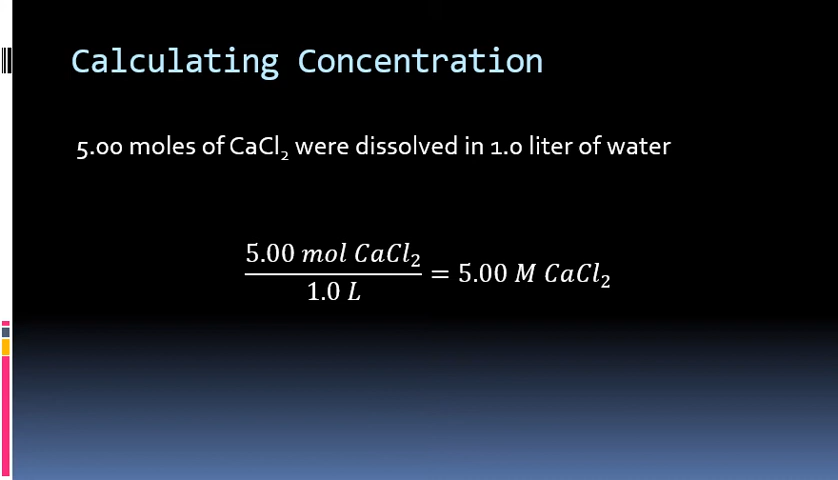 Calculating Concentration
5.00 moles of CaCl₂ were dissolved in 1.0 liter of water
5.00 mol CaCl₂
= 5.00 M CaCl₂
1.0 L